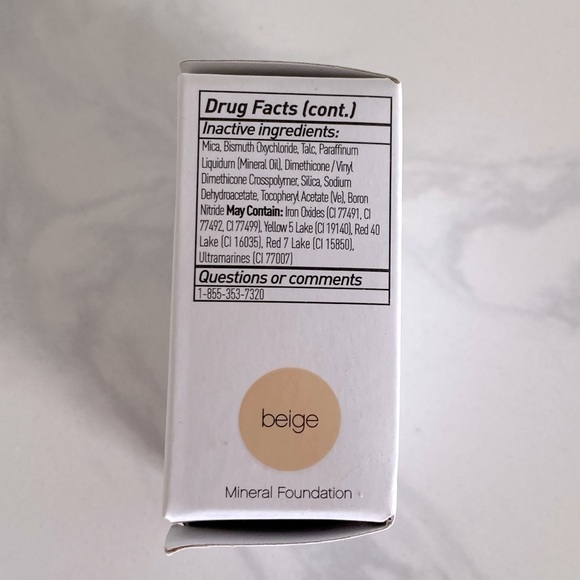 Drug Facts (cont.)
Inactive ingredients:
Mica, Bismuth Oxychloride, Talc, Paraffinum
Liquidum (Mineral Oil), Dimethicone / Vinyl
Dimethicone Crosspolymer, Silica, Sodium
Dehydroacetate, Tocopheryl Acetate (Ve), Boron
Nitride May Contain: Iron Oxides (CI 77491, CI
77492, CI 77499), Yellow 5 Lake (CI 19140), Red 40
Lake (CI 16035), Red 7 Lake (CI 15850),
Ultramarines (CI 77007)
Questions or comments
1-855-353-7320
beige
Mineral Foundation